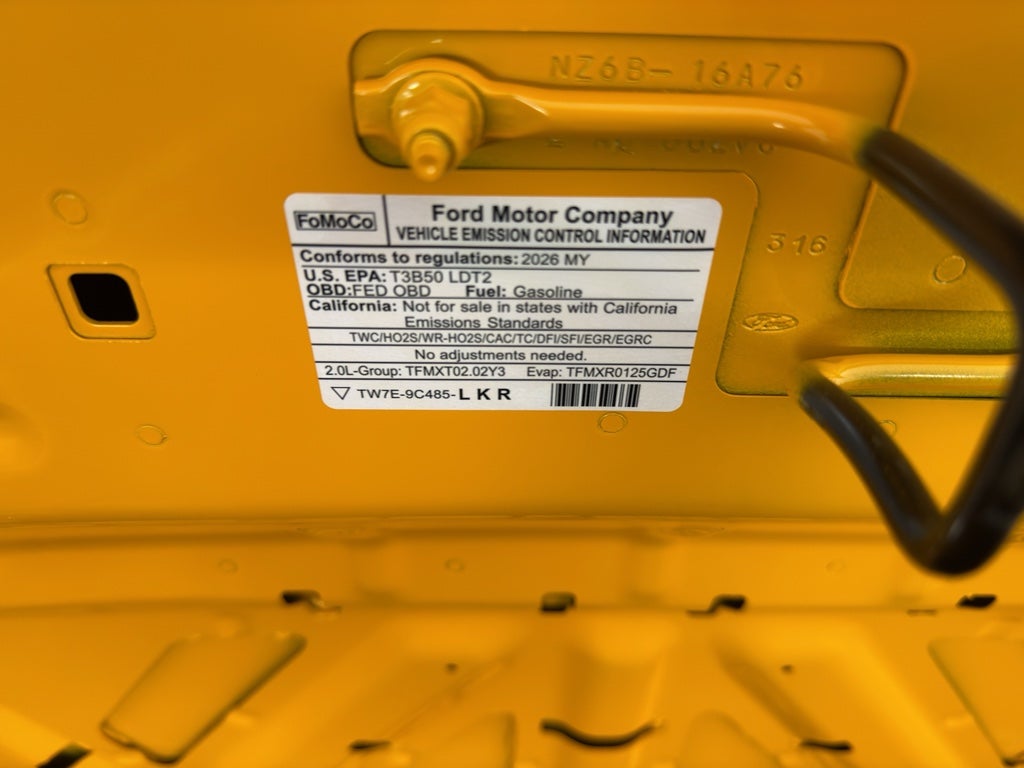 NZ6B-16A76
FoMoCo
Ford Motor Company
VEHICLE EMISSION CONTROL INFORMATION
Conforms to regulations: 2026 MY
U.S. EPA: T3B50 LDT2
OBD:FED OBD Fuel: Gasoline
California: Not for sale in states with California
Emissions Standards
TWC/HO2S/WR-HO2S/CAC/TC/DFI/SFI/EGR/EGRC
No adjustments needed.
2.0L-Group: TFMXT02.02Y3 Evap: TFMXR0125GDF
TW7E-9C485-LKR
316
Ford